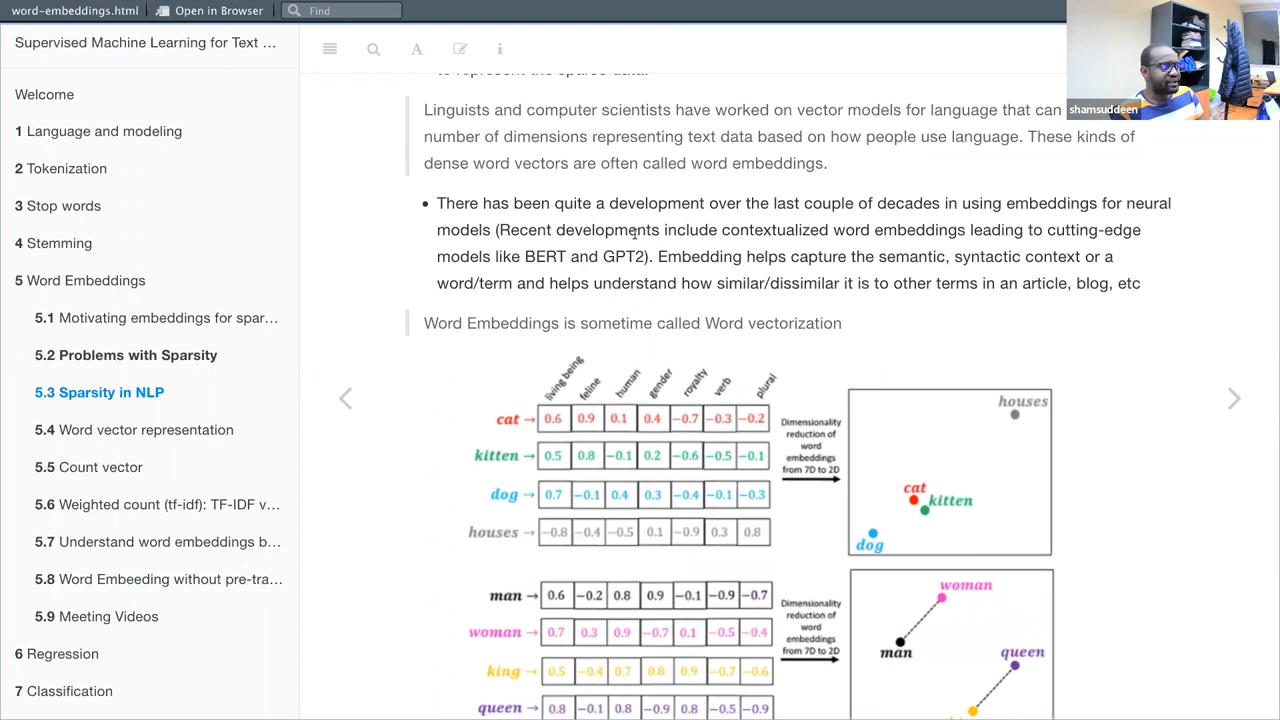 word-embeddings.html
Open in Browser
Find
Supervised Machine Learning for Text …
Welcome
1 Language and modeling
2 Tokenization
3 Stop words
4 Stemming
5 Word Embeddings
5.1 Motivating embeddings for spar…
5.2 Problems with Sparsity
5.3 Sparsity in NLP
5.4 Word vector representation
5.5 Count vector
5.6 Weighted count (tf-idf): TF-IDF v…
5.7 Understand word embeddings b…
5.8 Word Embeeding without pre-tra…
5.9 Meeting Videos
6 Regression
7 Classification
shamsuddeen
to represent the sparse data.
Linguists and computer scientists have worked on vector models for language that can
number of dimensions representing text data based on how people use language. These kinds of
dense word vectors are often called word embeddings.
• There has been quite a development over the last couple of decades in using embeddings for neural
models (Recent developments include contextualized word embeddings leading to cutting-edge
models like BERT and GPT2). Embedding helps capture the semantic, syntactic context or a
word/term and helps understand how similar/dissimilar it is to other terms in an article, blog, etc
Word Embeddings is sometime called Word vectorization
living being feline human gender royalty verb plural
cat → 0.6 0.9 0.1 0.4 −0.7 −0.3 −0.2
kitten → 0.5 0.8 −0.1 0.2 −0.6 −0.5 −0.1
dog → 0.7 −0.1 0.4 0.3 −0.4 −0.1 −0.3
houses → −0.8 −0.4 −0.5 0.1 −0.9 0.3 0.8
Dimensionality
reduction of
word
embeddings
from 7D to 2D
houses
cat
kitten
dog
man → 0.6 −0.2 0.8 0.9 −0.1 −0.9 −0.7
woman → 0.7 0.3 0.9 −0.7 0.1 −0.5 −0.4
king → 0.5 −0.4 0.7 0.8 0.9 −0.7 −0.6
queen → 0.8 −0.1 0.8 −0.9 0.8 −0.5 −0.9
Dimensionality
reduction of
word
embeddings
from 7D to 2D
woman
man
queen